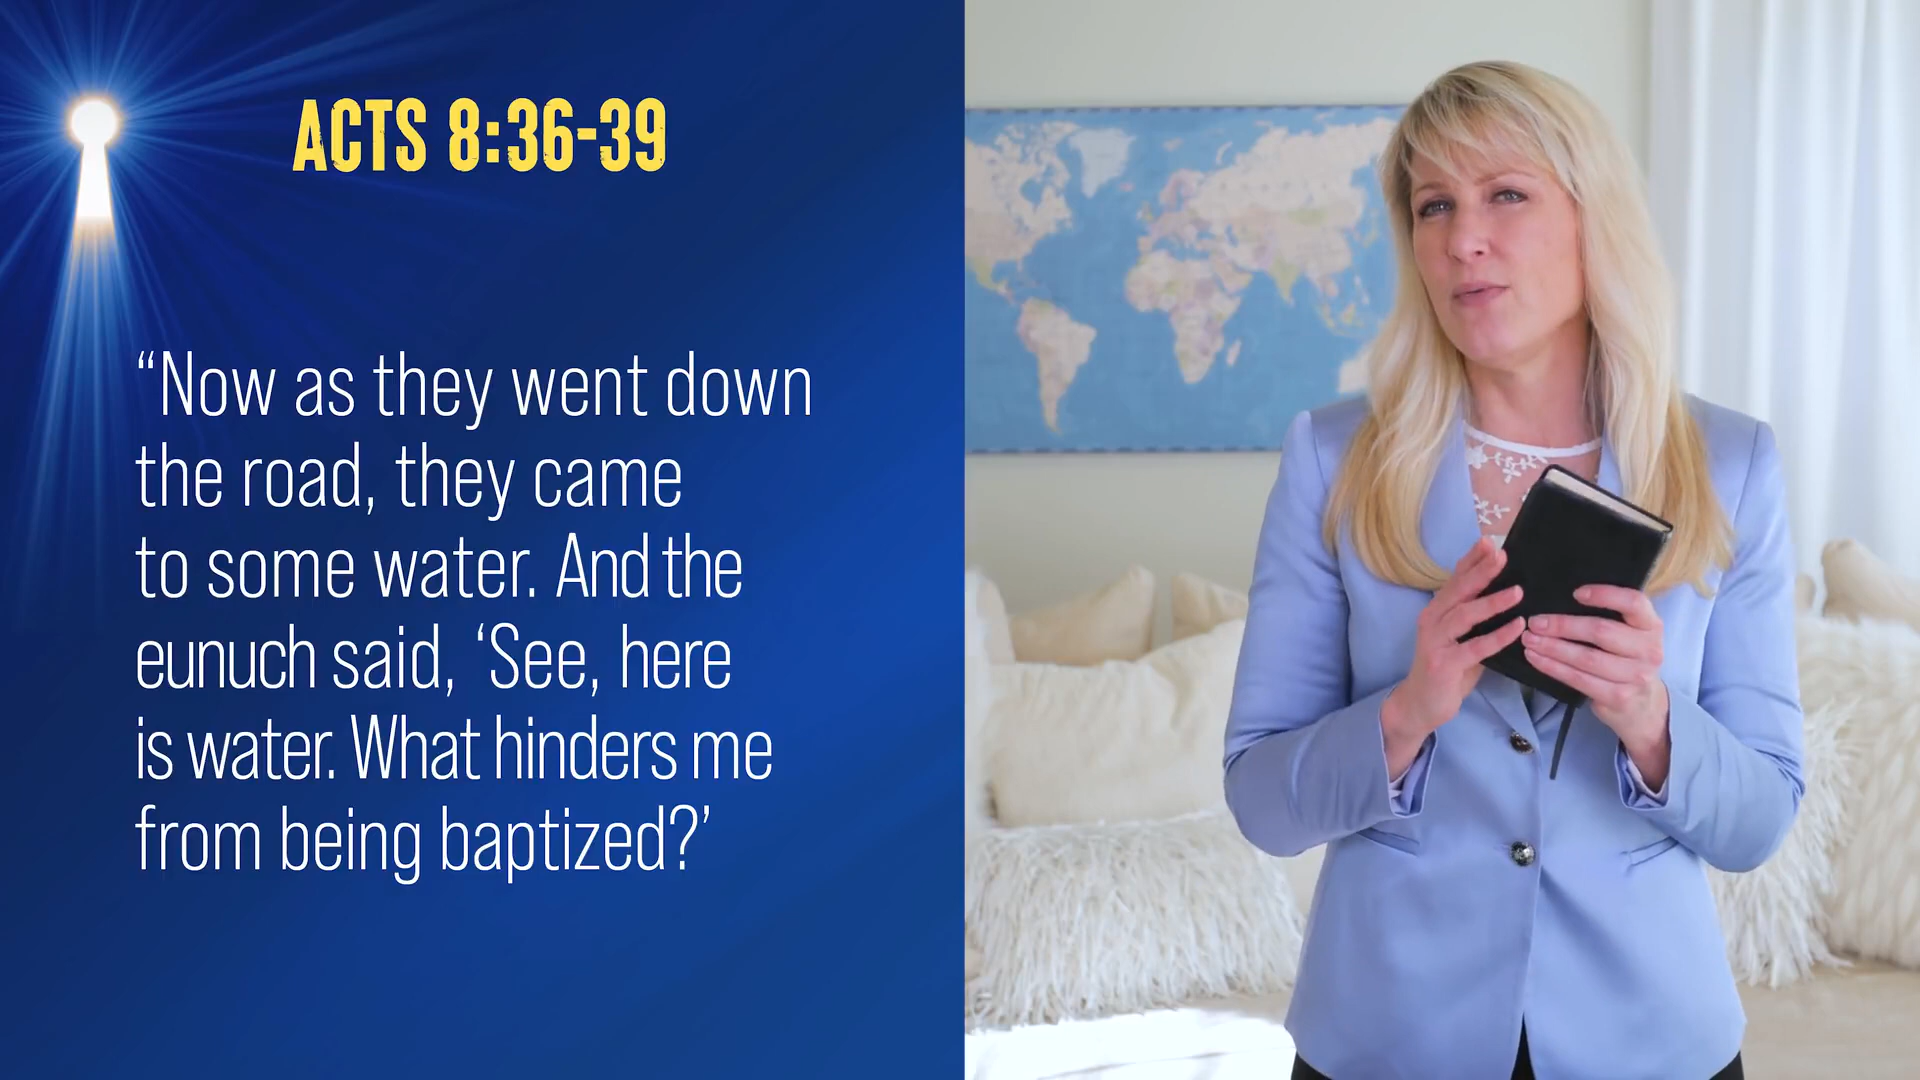 ACTS 8:36-39
“Now as they went down
the road, they came
to some water. And the
eunuch said, ‘See, here
is water. What hinders me
from being baptized?’